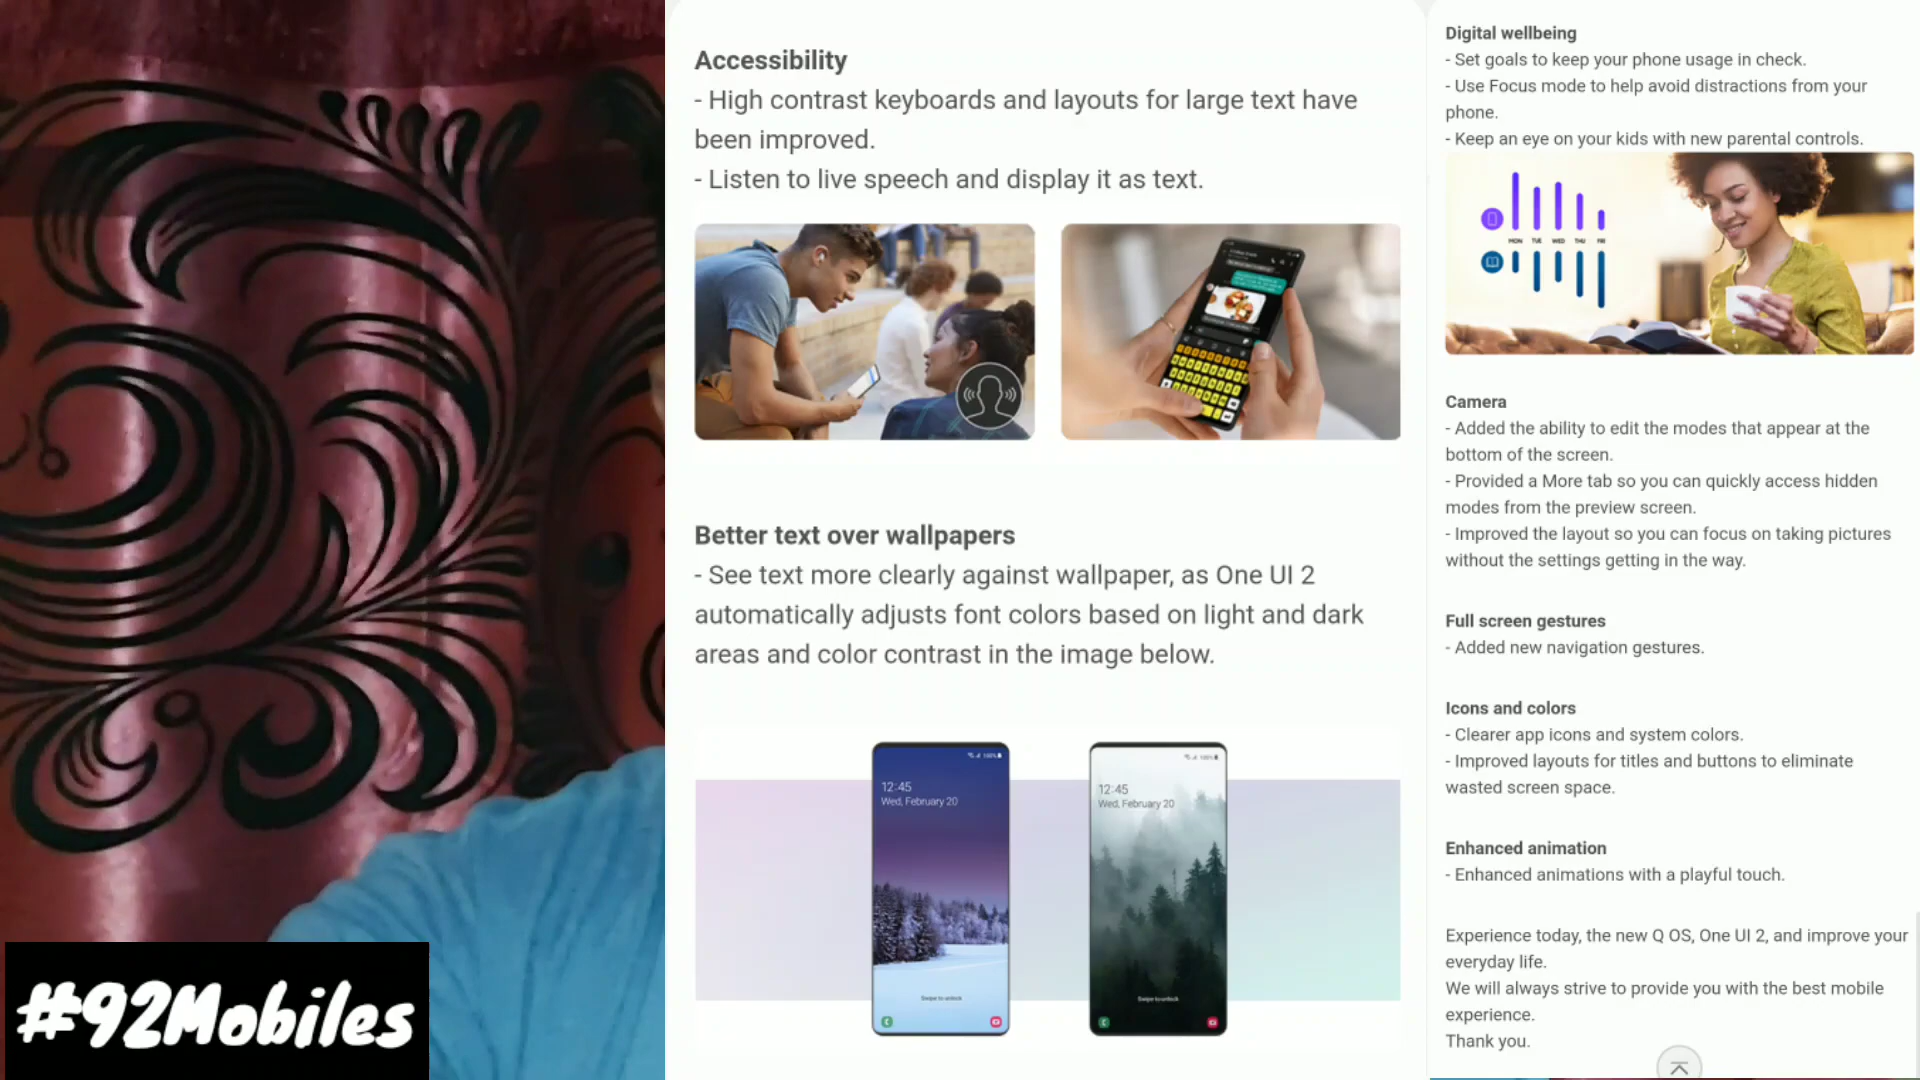 Accessibility
- High contrast keyboards and layouts for large text have
been improved.
- Listen to live speech and display it as text.
Better text over wallpapers
- See text more clearly against wallpaper, as One UI 2
automatically adjusts font colors based on light and dark
areas and color contrast in the image below.
100%
12:45
Wed, February 20
Swipe to unlock
100%
12:45
Wed, February 20
Swipe to unlock
Digital wellbeing
- Set goals to keep your phone usage in check.
- Use Focus mode to help avoid distractions from your
phone.
- Keep an eye on your kids with new parental controls.
MON TUE WED THU FRI
Camera
- Added the ability to edit the modes that appear at the
bottom of the screen.
- Provided a More tab so you can quickly access hidden
modes from the preview screen.
- Improved the layout so you can focus on taking pictures
without the settings getting in the way.
Full screen gestures
- Added new navigation gestures.
Icons and colors
- Clearer app icons and system colors.
- Improved layouts for titles and buttons to eliminate
wasted screen space.
Enhanced animation
- Enhanced animations with a playful touch.
Experience today, the new Q OS, One UI 2, and improve your
everyday life.
We will always strive to provide you with the best mobile
experience.
Thank you.
#92Mobiles